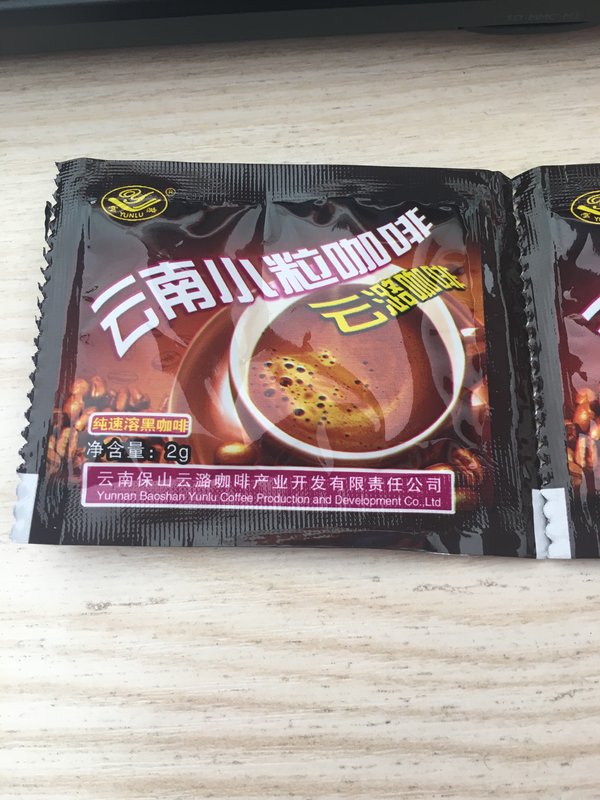 YUNLU
®
云南小粒咖啡
云潞咖啡
纯速溶黑咖啡
净含量：2g
云南保山云潞咖啡产业开发有限责任公司
Yunnan Baoshan Yunlu Coffee Production and Development Co.,Ltd